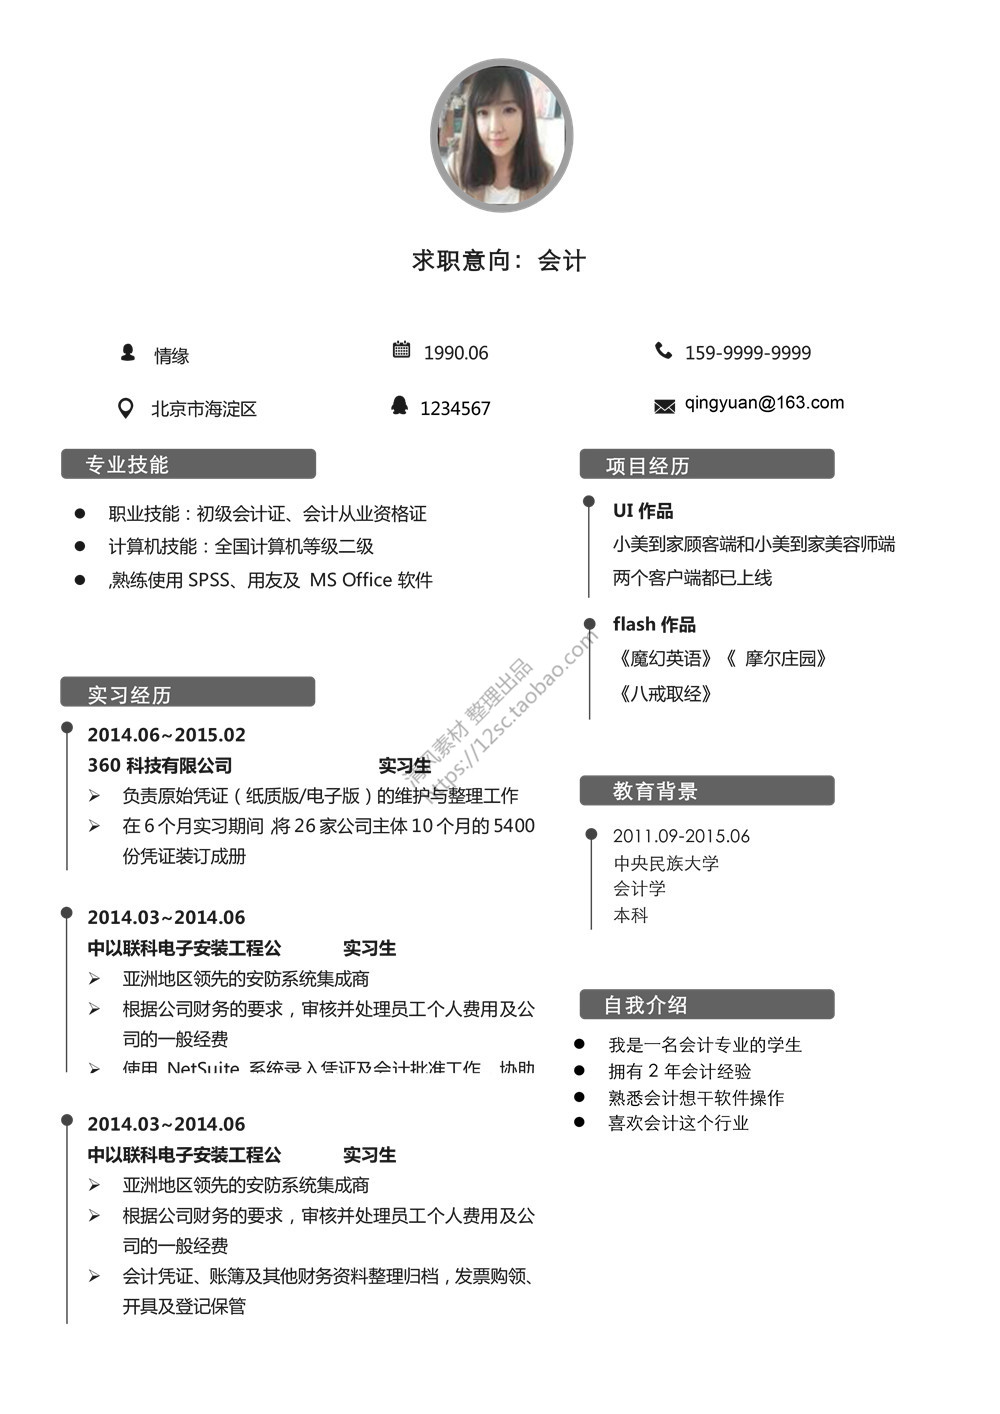 求职意向：会计
情缘
1990.06
159-9999-9999
北京市海淀区
1234567
qingyuan@163.com
专业技能
职业技能：初级会计证、会计从业资格证
计算机技能：全国计算机等级二级
,熟练使用 SPSS、用友及 MS Office 软件
实习经历
2014.06~2015.02
360 科技有限公司 实习生
负责原始凭证（纸质版/电子版）的维护与整理工作
在 6 个月实习期间,将 26 家公司主体 10 个月的 5400
份凭证装订成册
2014.03~2014.06
中以联科电子安装工程公 实习生
亚洲地区领先的安防系统集成商
根据公司财务的要求，审核并处理员工个人费用及公
司的一般经费
使用 NetSuite 系统录入凭证及会计批准工作，协助
2014.03~2014.06
中以联科电子安装工程公 实习生
亚洲地区领先的安防系统集成商
根据公司财务的要求，审核并处理员工个人费用及公
司的一般经费
会计凭证、账簿及其他财务资料整理归档，发票购领、
开具及登记保管
项目经历
UI 作品
小美到家顾客端和小美到家美容师端
两个客户端都已上线
flash 作品
《魔幻英语》《 摩尔庄园》
《八戒取经》
教育背景
2011.09-2015.06
中央民族大学
会计学
本科
自我介绍
我是一名会计专业的学生
拥有 2 年会计经验
熟悉会计想干软件操作
喜欢会计这个行业
清风素材 整理出品
https://12sc.taobao.com